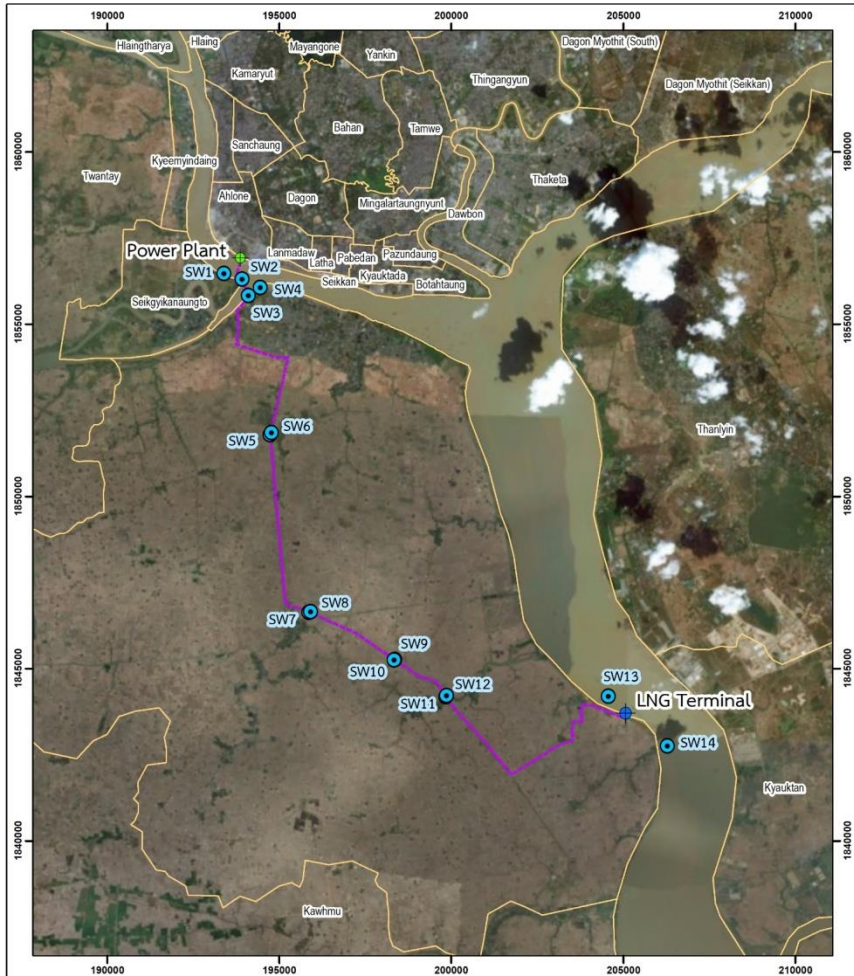 190000 195000 200000 205000 210000
Hlaingtharya Hlaing Mayangone Yankin Dagon Myothit (South)
Kamaryut Thingangyun Dagon Myothit (Seikkan)
Bahan Tamwe
1860000 Sanchaung 1860000
Twantay Kyeemyindaing Thaketa
Ahlone Dagon Mingalartaungnyunt
Dawbon
Power Plant Lanmadaw Latha Pabedan Pazundaung
SW1 SW2 Seikkan Kyauktada Botahtaung
Seikgyikanaungto SW4
SW3
1855000 1855000
Thanlyin
SW6
SW5
1850000 1850000
SW8
SW7
SW9
SW10
1845000 1845000
SW12 SW13
SW11 LNG Terminal
SW14
Kyauktan
1840000 1840000
Kawhmu
190000 195000 200000 205000 210000